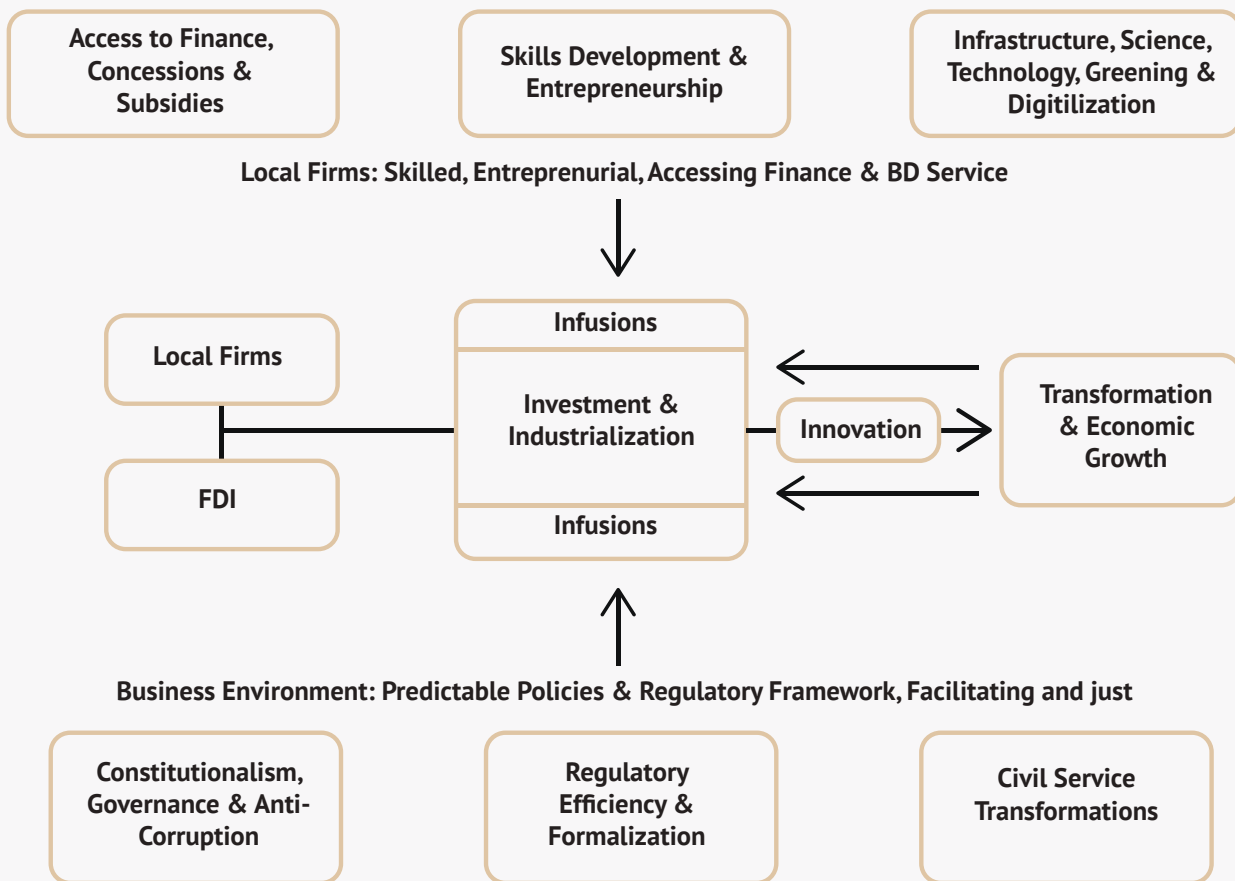 Access to Finance,
Concessions &
Subsidies
Skills Development &
Entrepreneurship
Infrastructure, Science,
Technology, Greening &
Digitilization
Local Firms: Skilled, Entreprenurial, Accessing Finance & BD Service
Infusions
Local Firms
Investment &
Industrialization
Innovation
Transformation
& Economic
Growth
FDI
Infusions
Business Environment: Predictable Policies & Regulatory Framework, Facilitating and just
Constitutionalism,
Governance & Anti-
Corruption
Regulatory
Efficiency &
Formalization
Civil Service
Transformations